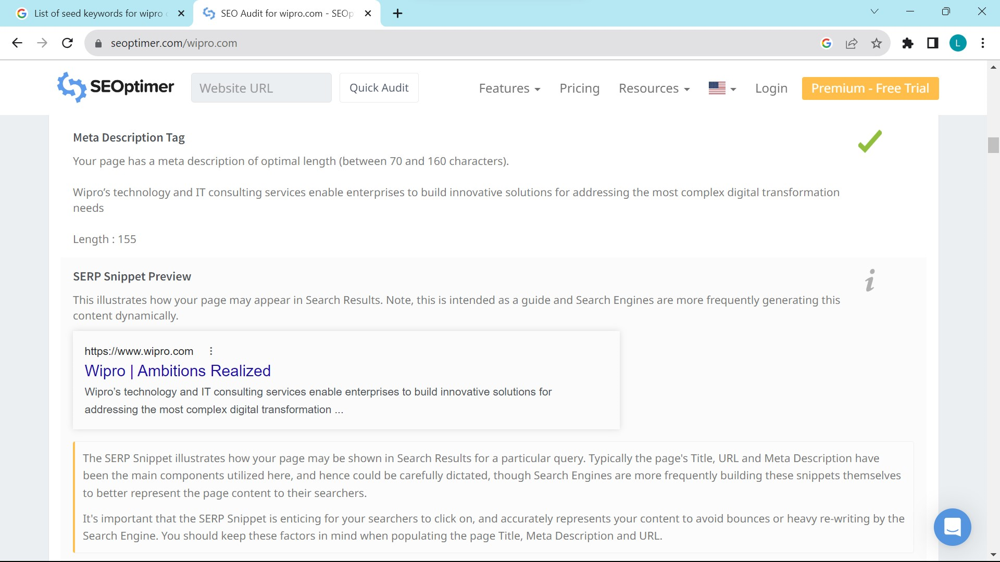 List of seed keywords for wipro
SEO Audit for wipro.com - SEOp
seoptimer.com/wipro.com
L
SEOptimer
Website URL
Quick Audit
Features
Pricing
Resources
Login
Premium - Free Trial
Meta Description Tag
Your page has a meta description of optimal length (between 70 and 160 characters).
Wipro’s technology and IT consulting services enable enterprises to build innovative solutions for addressing the most complex digital transformation
needs
Length : 155
SERP Snippet Preview
This illustrates how your page may appear in Search Results. Note, this is intended as a guide and Search Engines are more frequently generating this
content dynamically.
https://www.wipro.com
Wipro | Ambitions Realized
Wipro’s technology and IT consulting services enable enterprises to build innovative solutions for
addressing the most complex digital transformation ...
The SERP Snippet illustrates how your page may be shown in Search Results for a particular query. Typically the page's Title, URL and Meta Description have
been the main components utilized here, and hence could be carefully dictated, though Search Engines are more frequently building these snippets themselves
to better represent the page content to their searchers.
It's important that the SERP Snippet is enticing for your searchers to click on, and accurately represents your content to avoid bounces or heavy re-writing by the
Search Engine. You should keep these factors in mind when populating the page Title, Meta Description and URL.